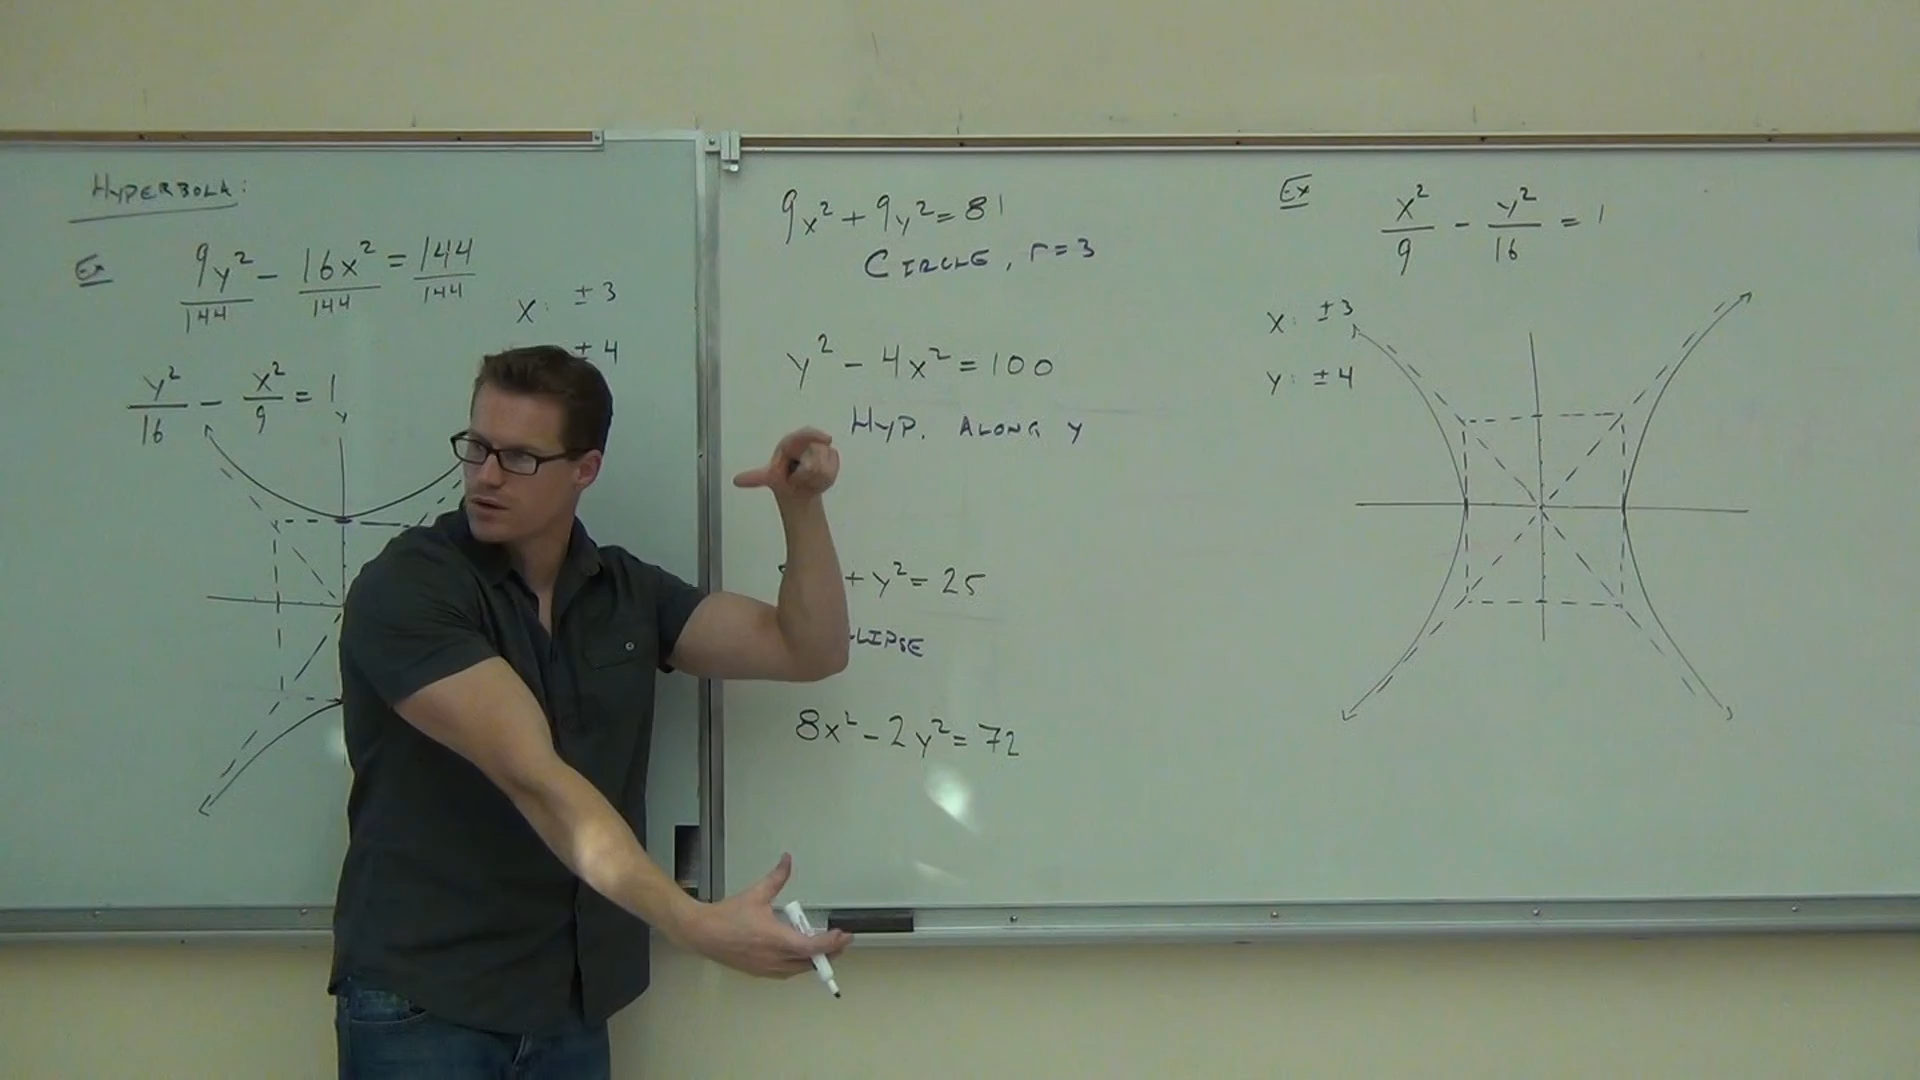 HYPERBOLA:
Ex 9y²/144 - 16x²/144 = 144/144
x: ±3
±4
y²/16 - x²/9 = 1
y
9x² + 9y² = 81
CIRCLE, r=3
y² - 4x² = 100
HYP. ALONG y
+ y² = 25
LLIPSE
8x² - 2y² = 72
Ex x²/9 - y²/16 = 1
x: ±3
y: ±4